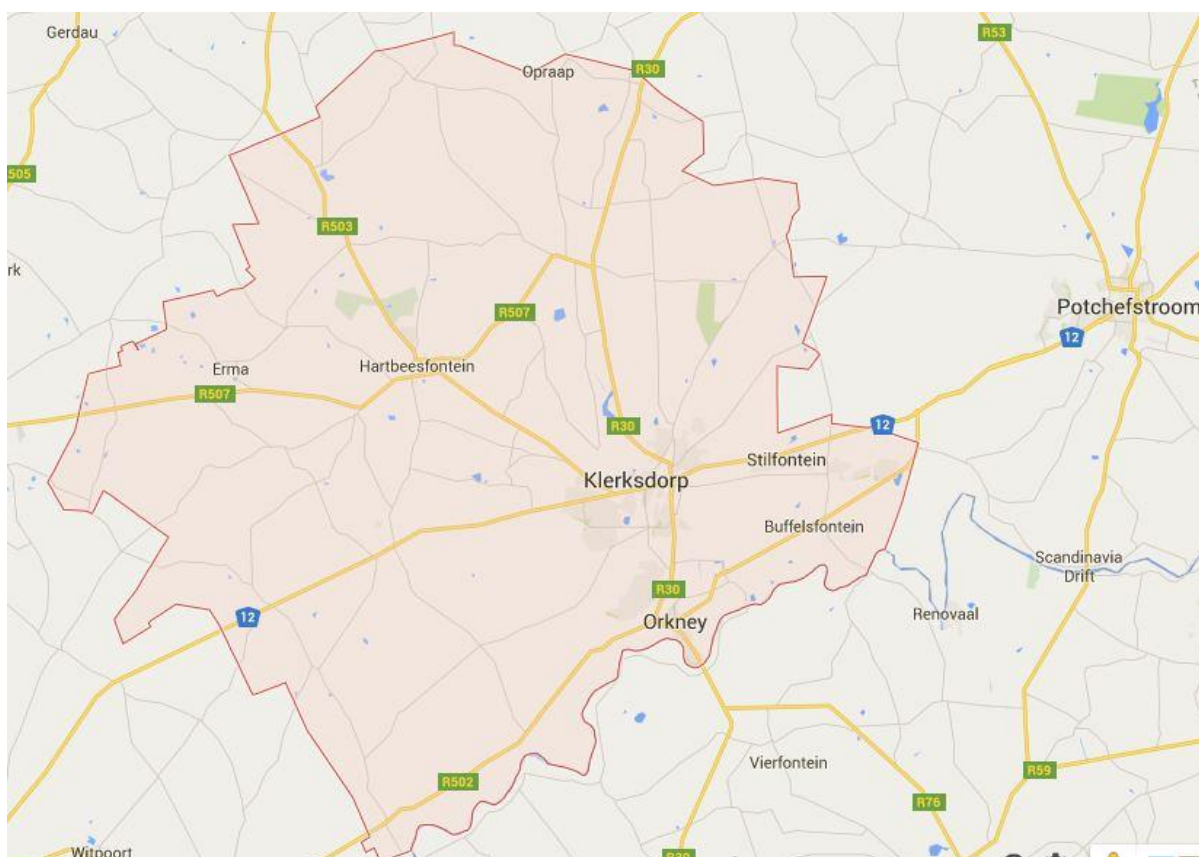 Gerdau
R53
Opraap
R30
505
R503
rk
Potchefstroom
R507
12
Hartbeesfontein
Erma
R507
R30
12
Stilfontein
Klerksdorp
Buffelsfontein
Scandinavia
Drift
R30
12
Renovaal
Orkney
Vierfontein
R59
R502
R76
Witpoort
R30